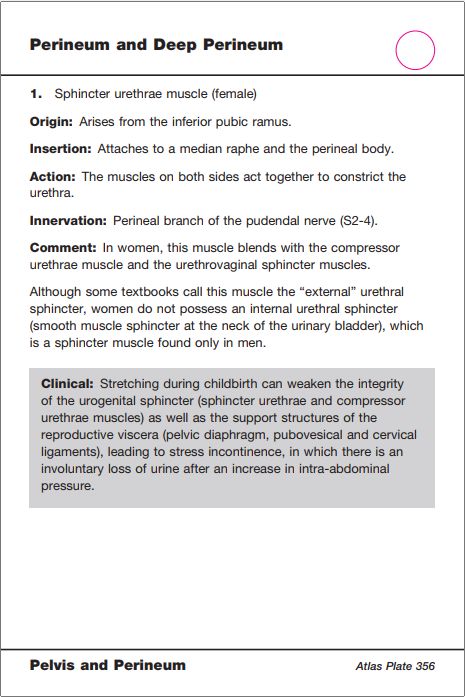 Perineum and Deep Perineum
1. Sphincter urethrae muscle (female)
Origin: Arises from the inferior pubic ramus.
Insertion: Attaches to a median raphe and the perineal body.
Action: The muscles on both sides act together to constrict the
urethra.
Innervation: Perineal branch of the pudendal nerve (S2-4).
Comment: In women, this muscle blends with the compressor
urethrae muscle and the urethrovaginal sphincter muscles.
Although some textbooks call this muscle the “external” urethral
sphincter, women do not possess an internal urethral sphincter
(smooth muscle sphincter at the neck of the urinary bladder), which
is a sphincter muscle found only in men.
Clinical: Stretching during childbirth can weaken the integrity
of the urogenital sphincter (sphincter urethrae and compressor
urethrae muscles) as well as the support structures of the
reproductive viscera (pelvic diaphragm, pubovesical and cervical
ligaments), leading to stress incontinence, in which there is an
involuntary loss of urine after an increase in intra-abdominal
pressure.
Pelvis and Perineum
Atlas Plate 356